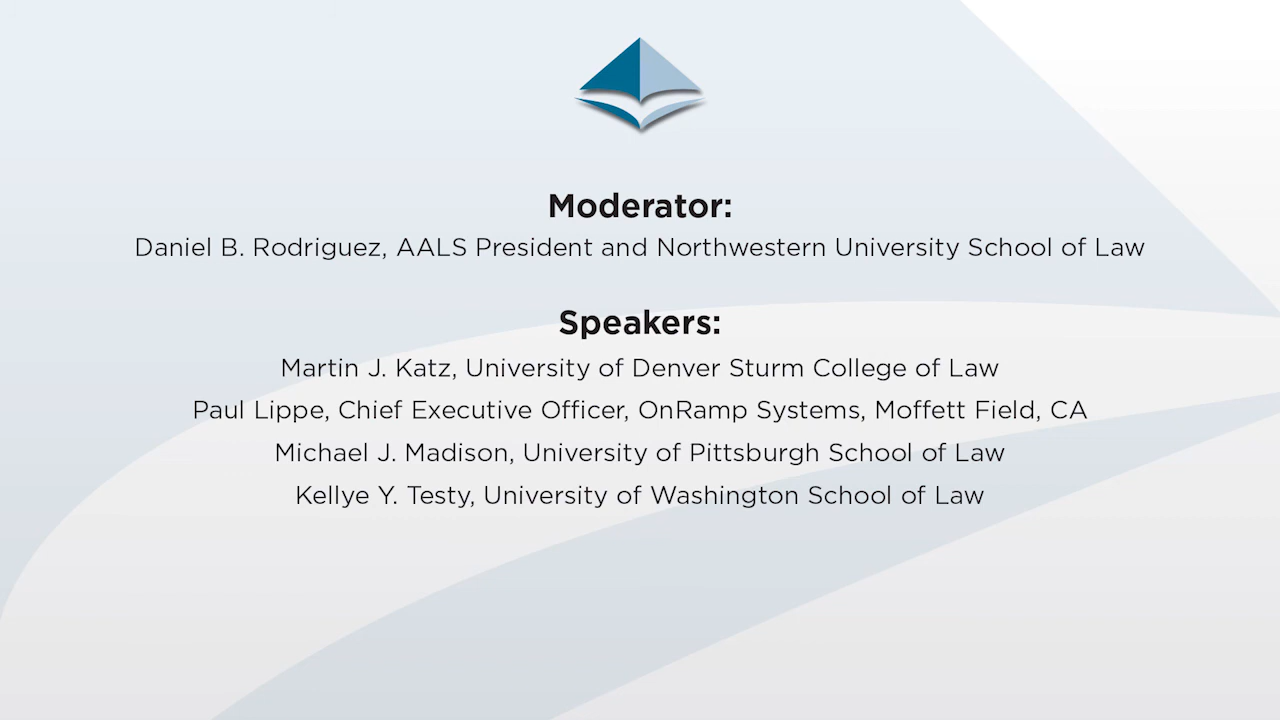 Moderator:
Daniel B. Rodriguez, AALS President and Northwestern University School of Law
Speakers:
Martin J. Katz, University of Denver Sturm College of Law
Paul Lippe, Chief Executive Officer, OnRamp Systems, Moffett Field, CA
Michael J. Madison, University of Pittsburgh School of Law
Kellye Y. Testy, University of Washington School of Law